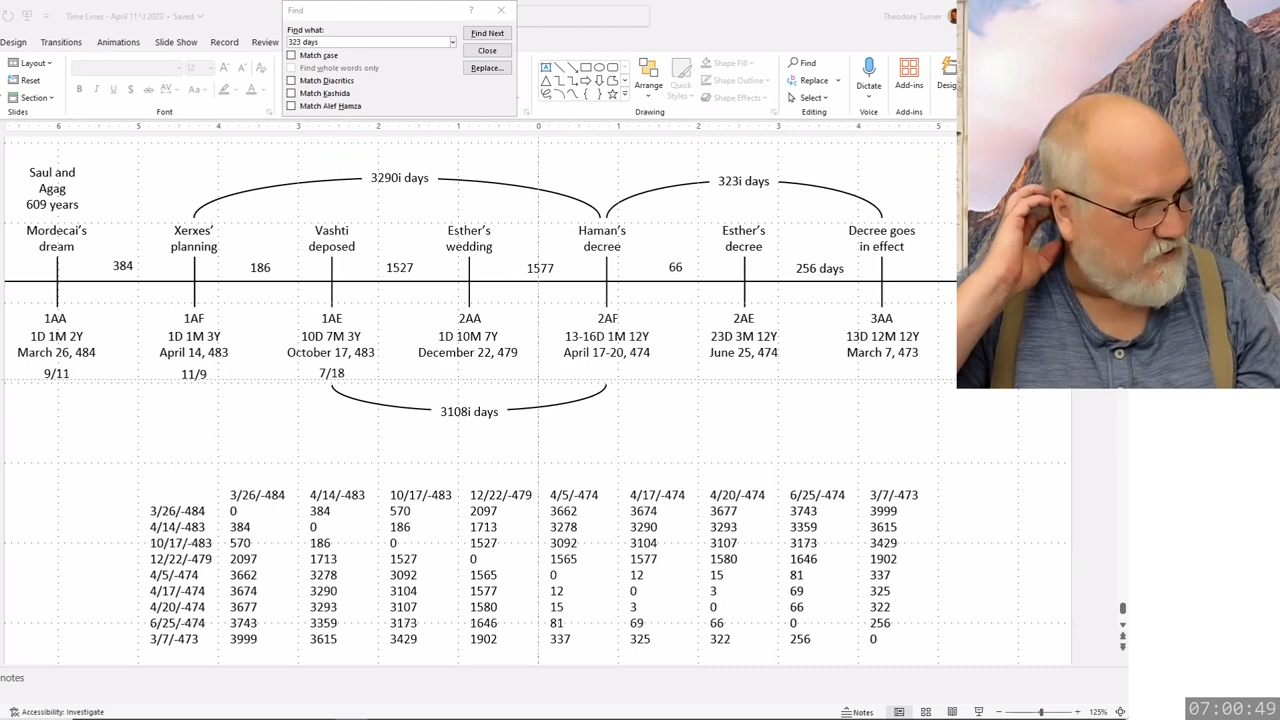 Time Lines - April 11^J 2023 • Saved
Find
?
Theodore Turner
Find what:
323 days
Find Next
Close
Replace...
Match case
Find whole words only
Match Diacritics
Match Kashida
Match Alef Hamza
Design Transitions Animations Slide Show Record Review
Layout
Reset
Section
Slides
12
B I U S ab AV Aa
Font
Arrange
Quick
Styles
Shape Fill
Shape Outline
Shape Effects
Drawing
Find
Replace
Select
Editing
Dictate
Voice
Add-ins
Add-ins
6 5 4 3 2 1 0 1 2 3 4 5
Saul and
Agag
609 years
3290i days
323i days
Mordecai's
dream
Xerxes'
planning
Vashti
deposed
Esther's
wedding
Haman's
decree
Esther's
decree
Decree goes
in effect
384 186 1527 1577 66 256 days
1AA 1AF 1AE 2AA 2AF 2AE 3AA
1D 1M 2Y 1D 1M 3Y 10D 7M 3Y 1D 10M 7Y 13-16D 1M 12Y 23D 3M 12Y 13D 12M 12Y
March 26, 484 April 14, 483 October 17, 483 December 22, 479 April 17-20, 474 June 25, 474 March 7, 473
9/11 11/9 7/18
3108i days
3/26/-484 4/14/-483 10/17/-483 12/22/-479 4/5/-474 4/17/-474 4/20/-474 6/25/-474 3/7/-473
3/26/-484 0 384 570 2097 3662 3674 3677 3743 3999
4/14/-483 384 0 186 1713 3278 3290 3293 3359 3615
10/17/-483 570 186 0 1527 3092 3104 3107 3173 3429
12/22/-479 2097 1713 1527 0 1565 1577 1580 1646 1902
4/5/-474 3662 3278 3092 1565 0 12 15 81 337
4/17/-474 3674 3290 3104 1577 12 0 3 69 325
4/20/-474 3677 3293 3107 1580 15 3 0 66 322
6/25/-474 3743 3359 3173 1646 81 69 66 0 256
3/7/-473 3999 3615 3429 1902 337 325 322 256 0
notes
Accessibility: Investigate
Notes
125%
07:00:49